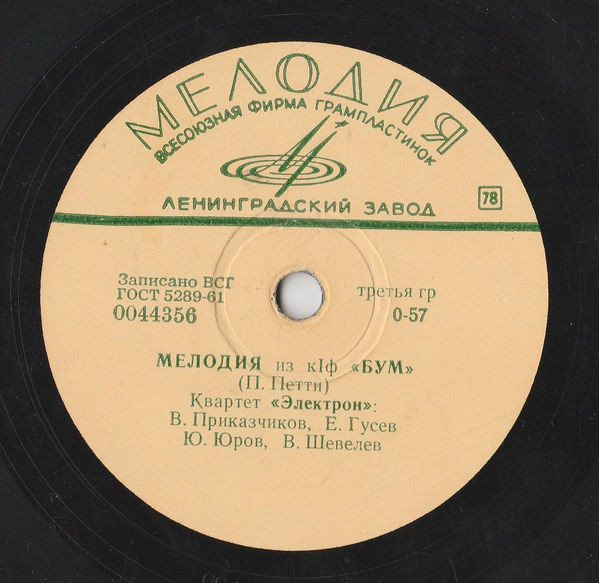 МЕЛОДИЯ
ВСЕСОЮЗНАЯ ФИРМА ГРАМПЛАСТИНОК
ЛЕНИНГРАДСКИЙ ЗАВОД
78
Записано ВСГ
ГОСТ 5289-61
0044356
третья гр
0-57
МЕЛОДИЯ из кIф «БУМ»
(П. Петти)
Квартет «Электрон»:
В. Приказчиков, Е. Гусев
Ю. Юров, В. Шевелев